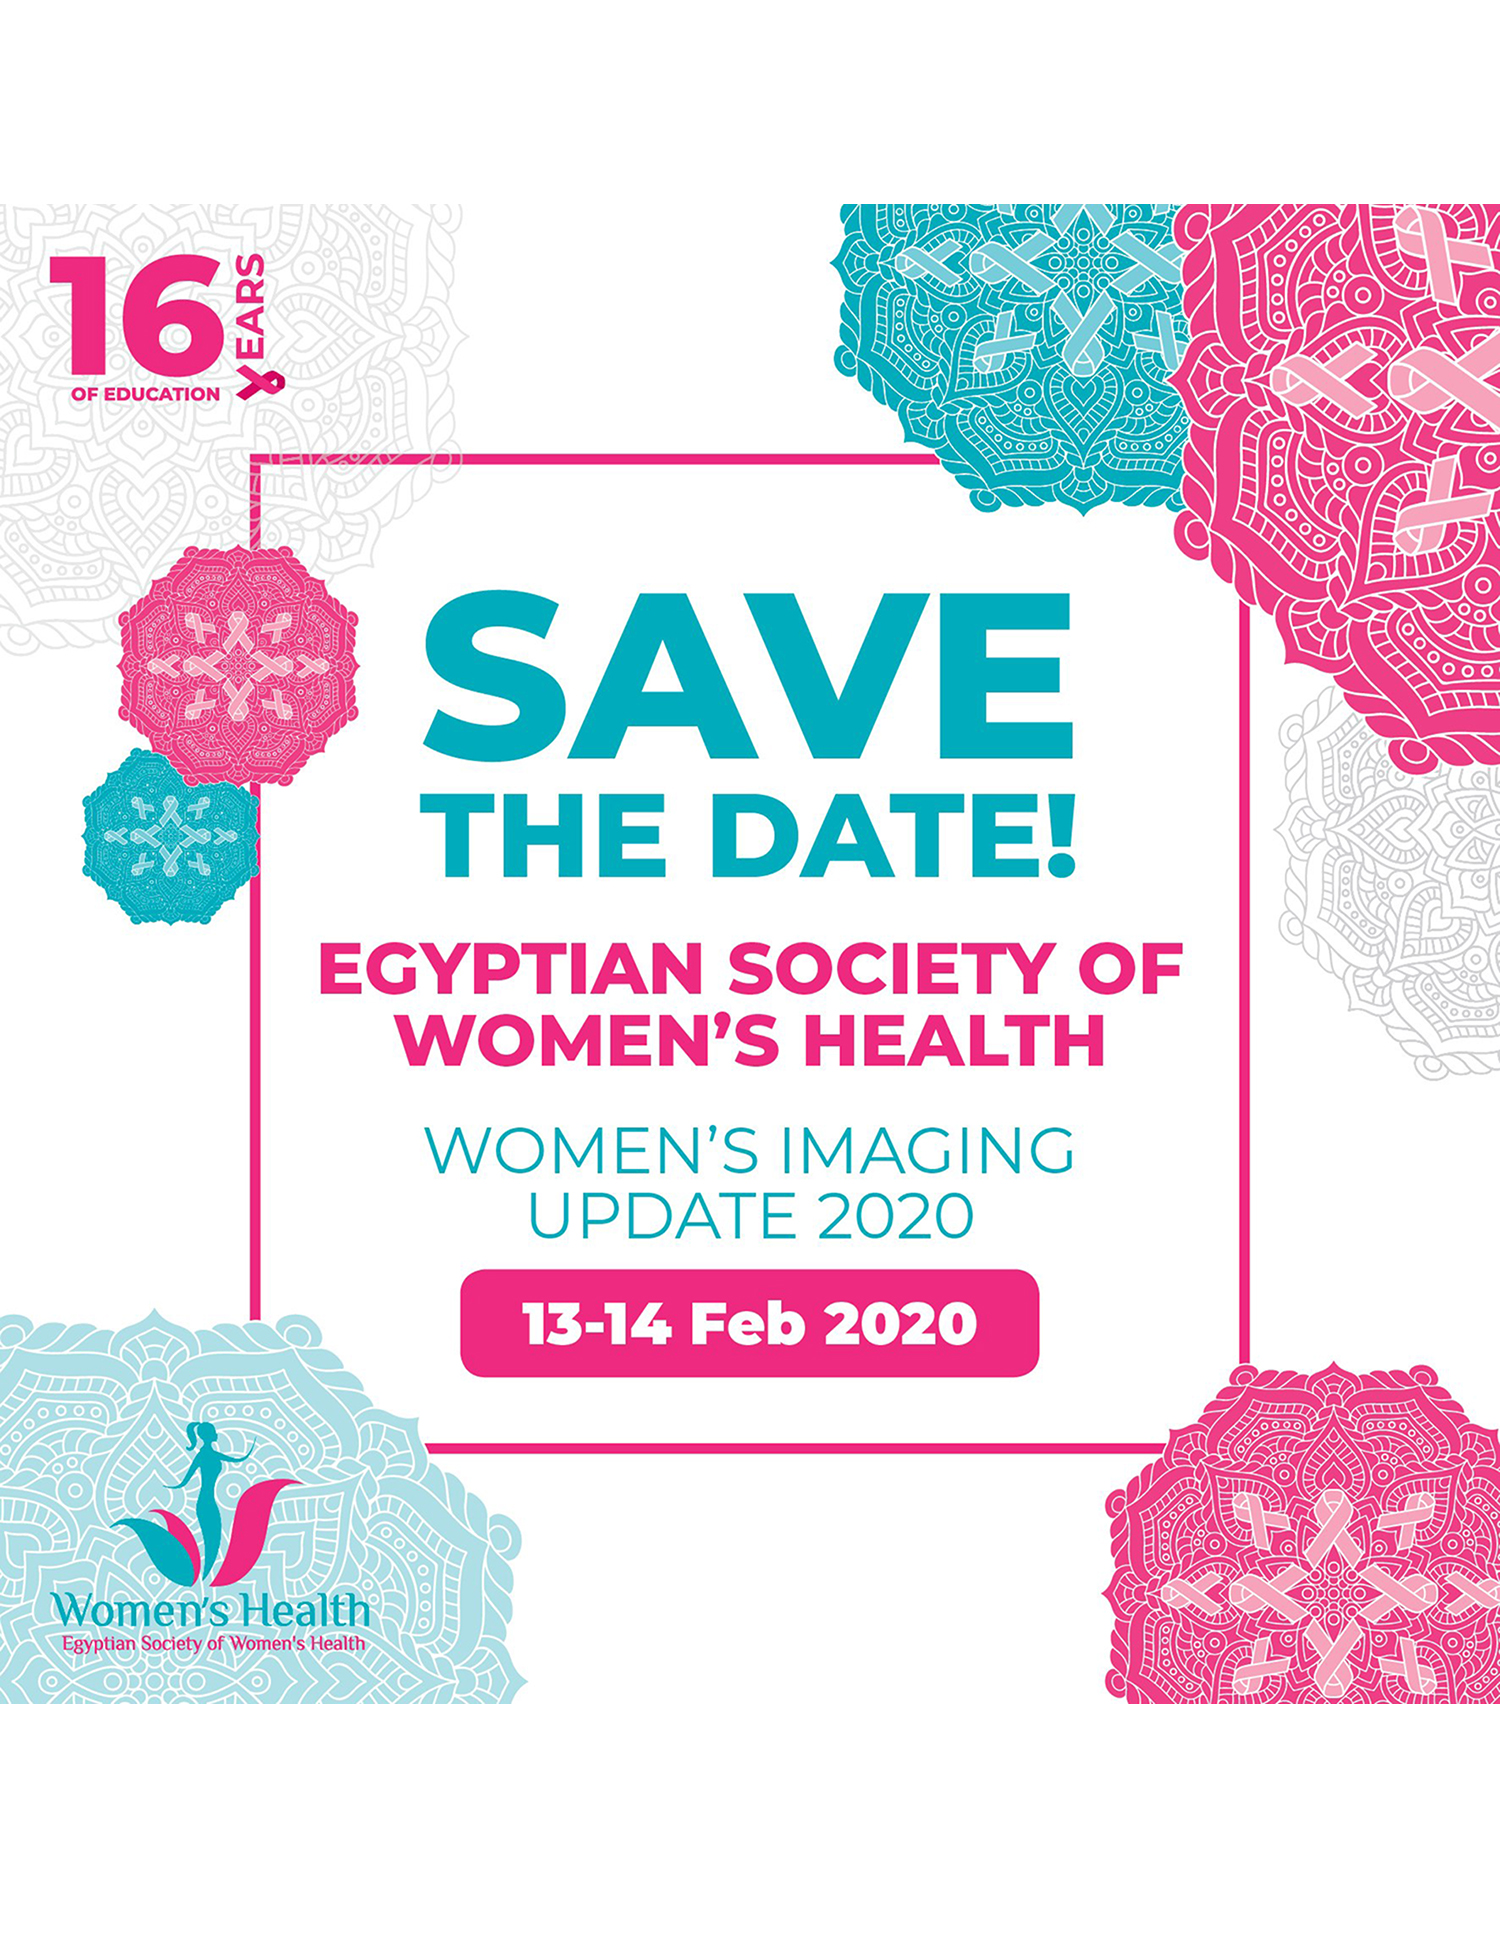 16
YEARS
OF EDUCATION
SAVE
THE DATE!
EGYPTIAN SOCIETY OF
WOMEN'S HEALTH
WOMEN'S IMAGING
UPDATE 2020
13-14 Feb 2020
Women's Health
Egyptian Society of Women's Health